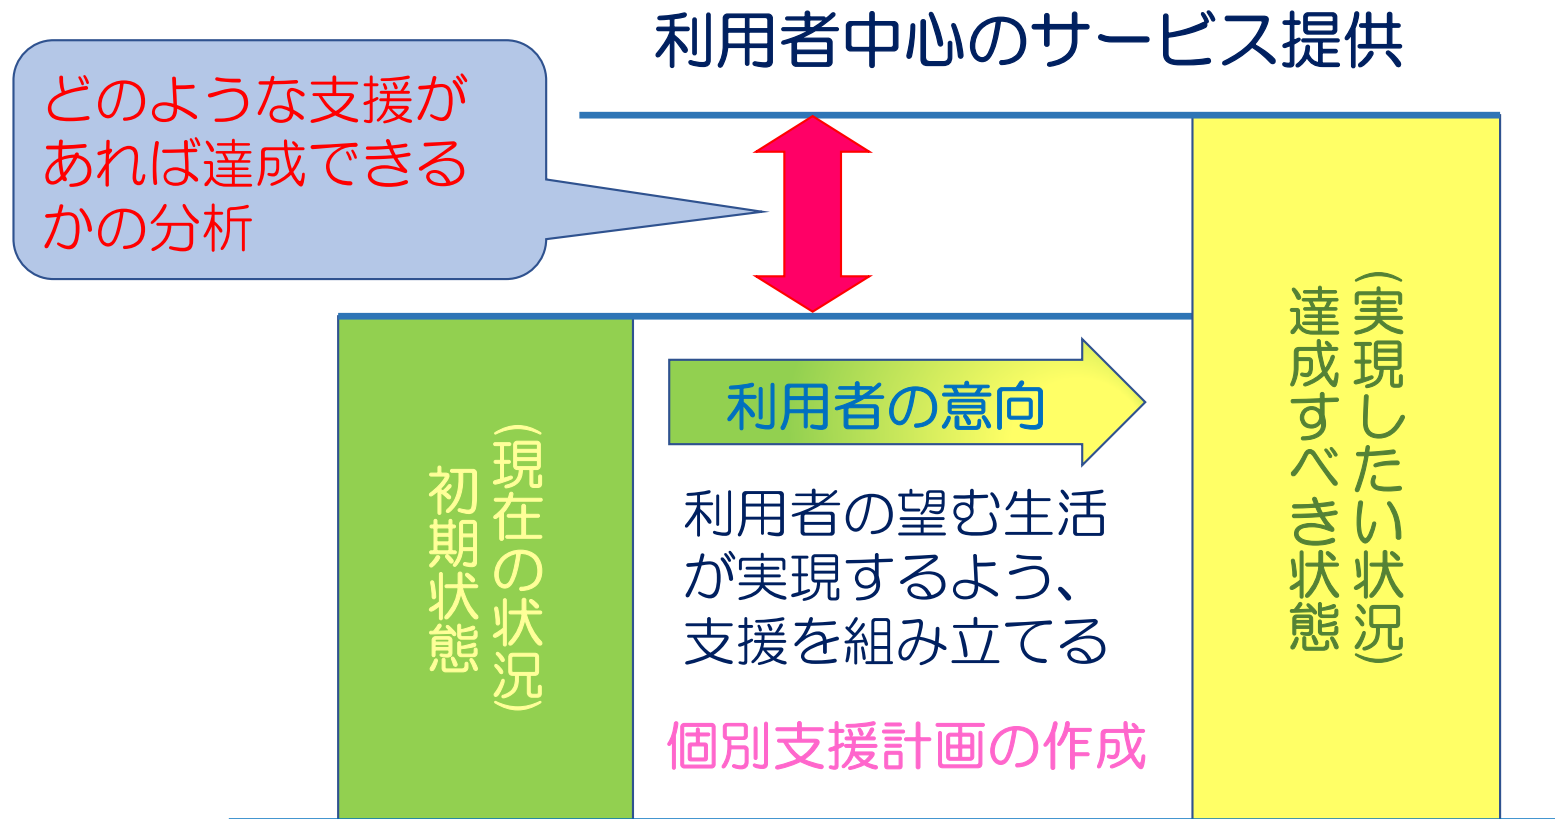 利用者中心のサービス提供
どのような支援が
あれば達成できる
かの分析
(現在の状況)
初期状態
利用者の意向
利用者の望む生活
が実現するよう、
支援を組み立てる
個別支援計画の作成
(実現したい状況)
達成すべき状態